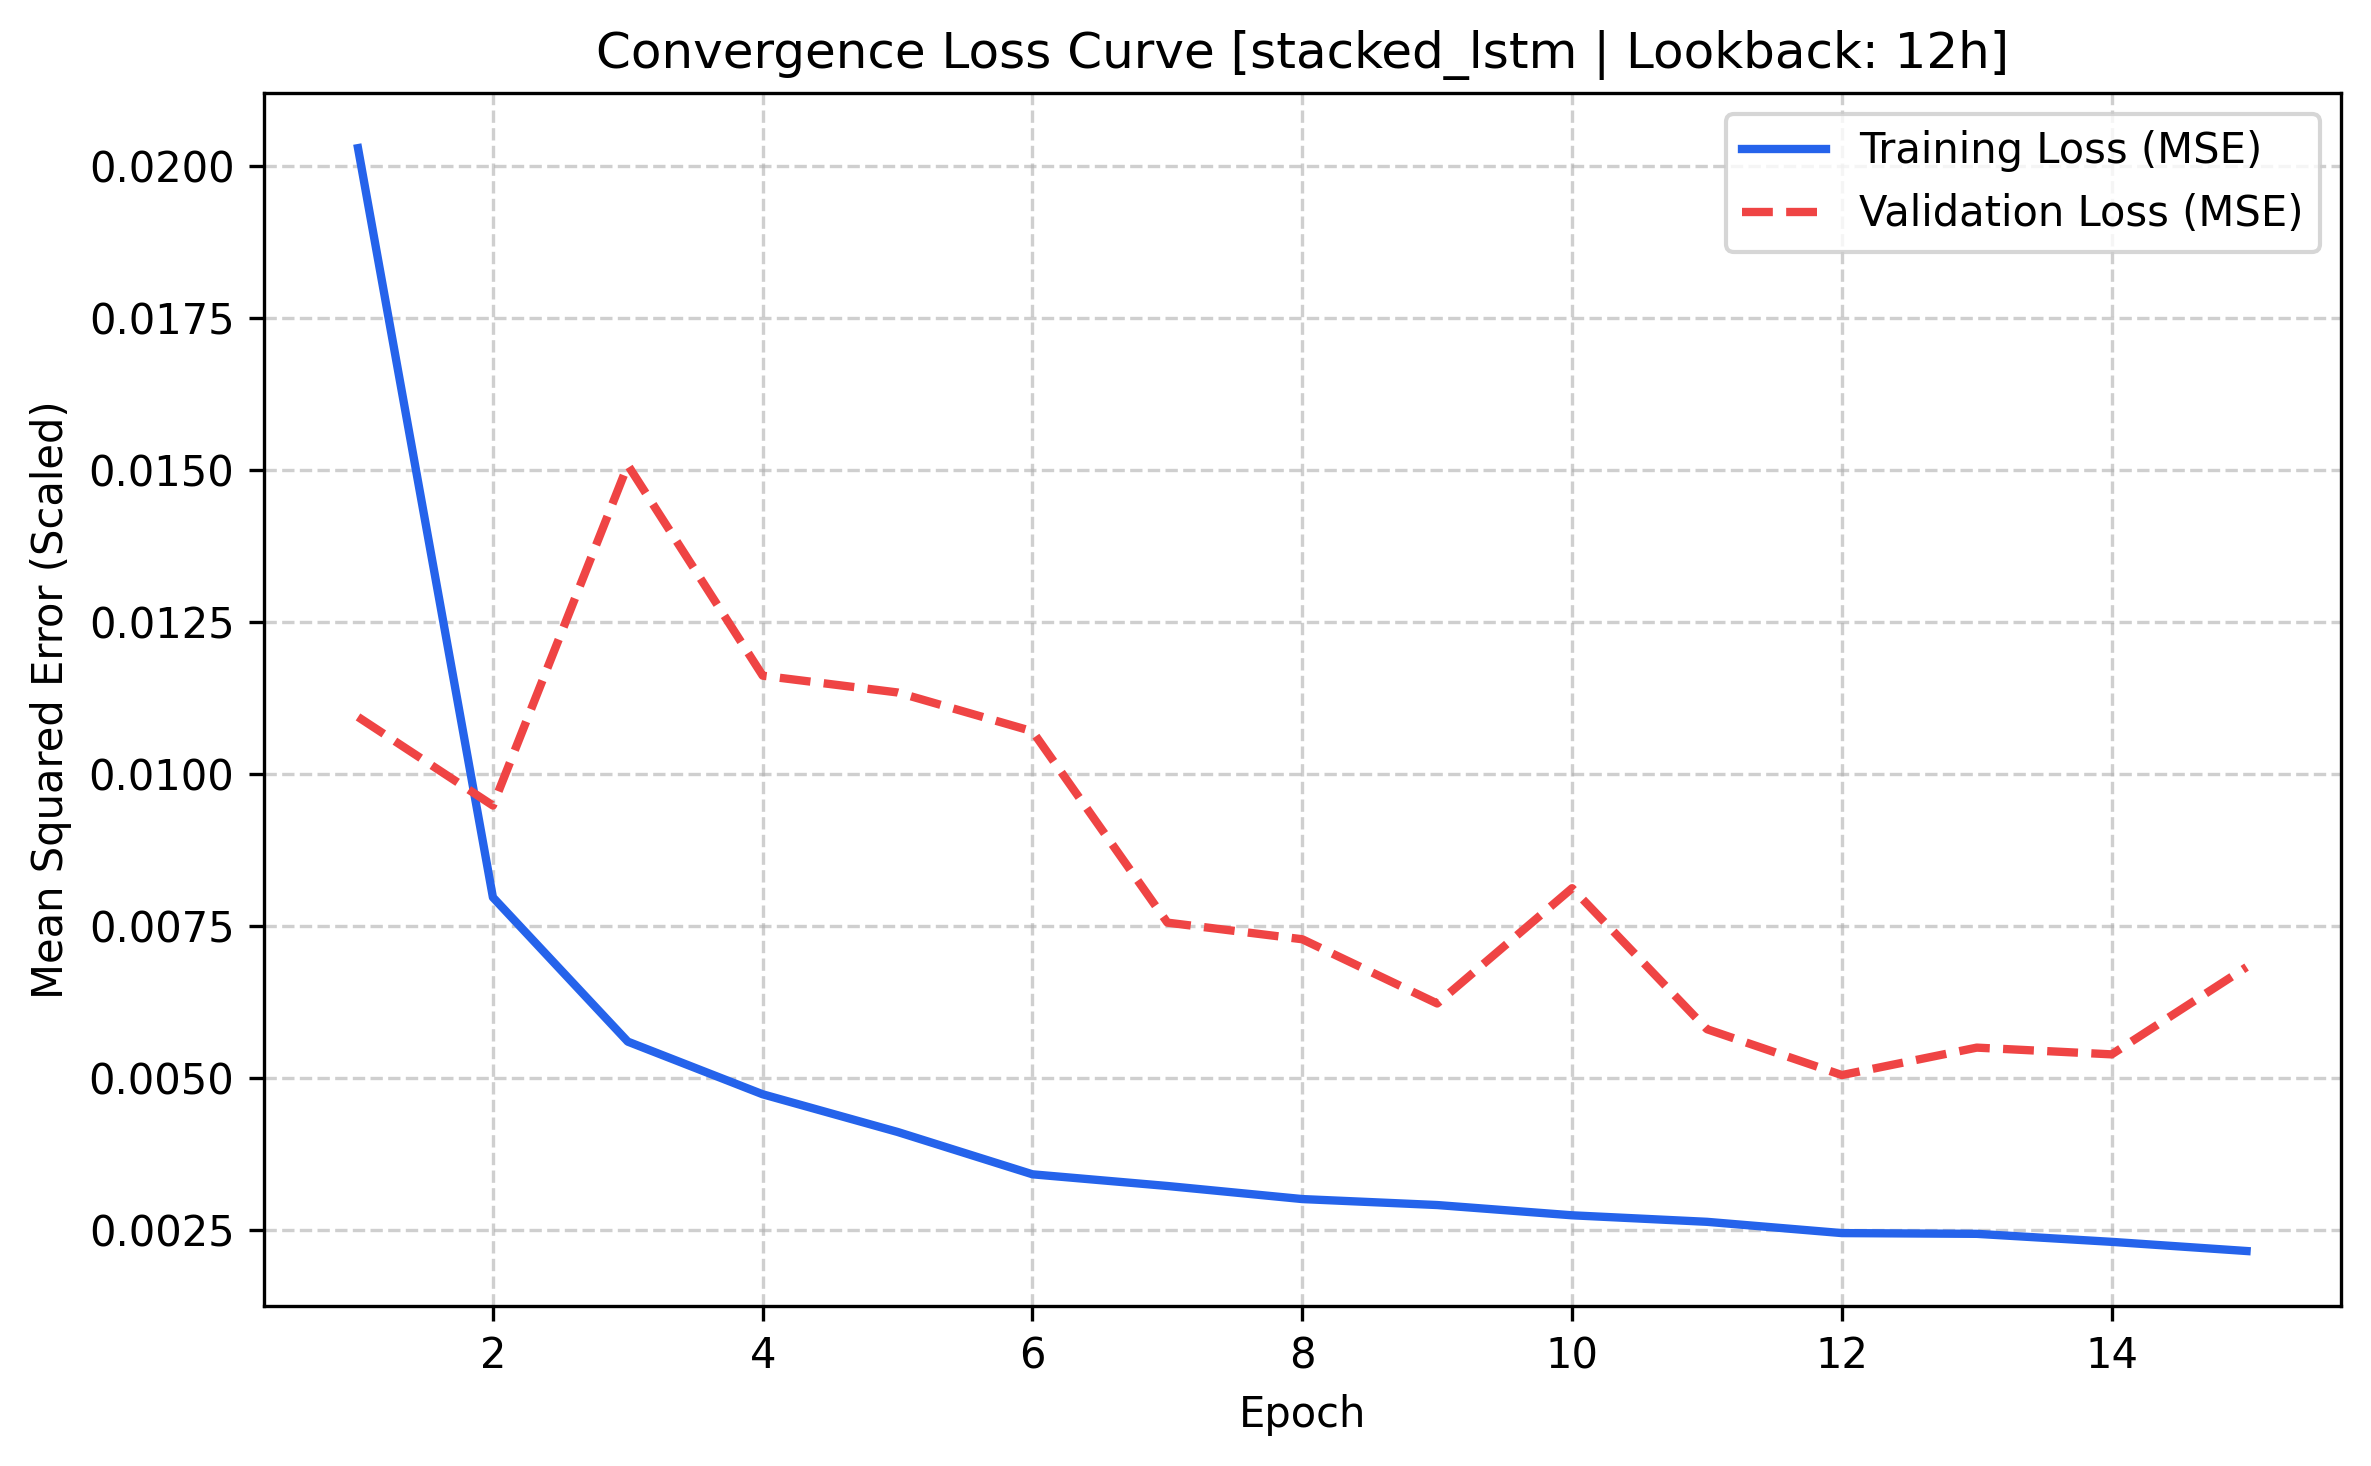 Convergence Loss Curve [stacked_lstm | Lookback: 12h]
Training Loss (MSE)
Validation Loss (MSE)
Mean Squared Error (Scaled)
0.0200
0.0175
0.0150
0.0125
0.0100
0.0075
0.0050
0.0025
2 4 6 8 10 12 14
Epoch